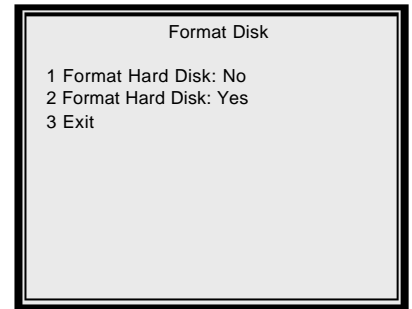 Format Disk
1 Format Hard Disk: No
2 Format Hard Disk: Yes
3 Exit